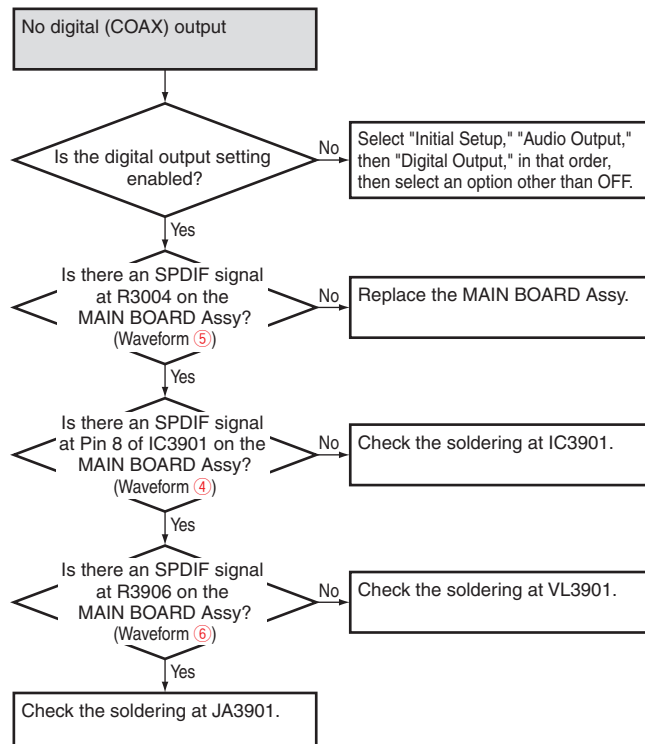 No digital (COAX) output
Is the digital output setting
enabled?
No
Select "Initial Setup," "Audio Output,"
then "Digital Output," in that order,
then select an option other than OFF.
Yes
Is there an SPDIF signal
at R3004 on the
MAIN BOARD Assy?
(Waveform ⑤)
No
Replace the MAIN BOARD Assy.
Yes
Is there an SPDIF signal
at Pin 8 of IC3901 on the
MAIN BOARD Assy?
(Waveform ④)
No
Check the soldering at IC3901.
Yes
Is there an SPDIF signal
at R3906 on the
MAIN BOARD Assy?
(Waveform ⑥)
No
Check the soldering at VL3901.
Yes
Check the soldering at JA3901.